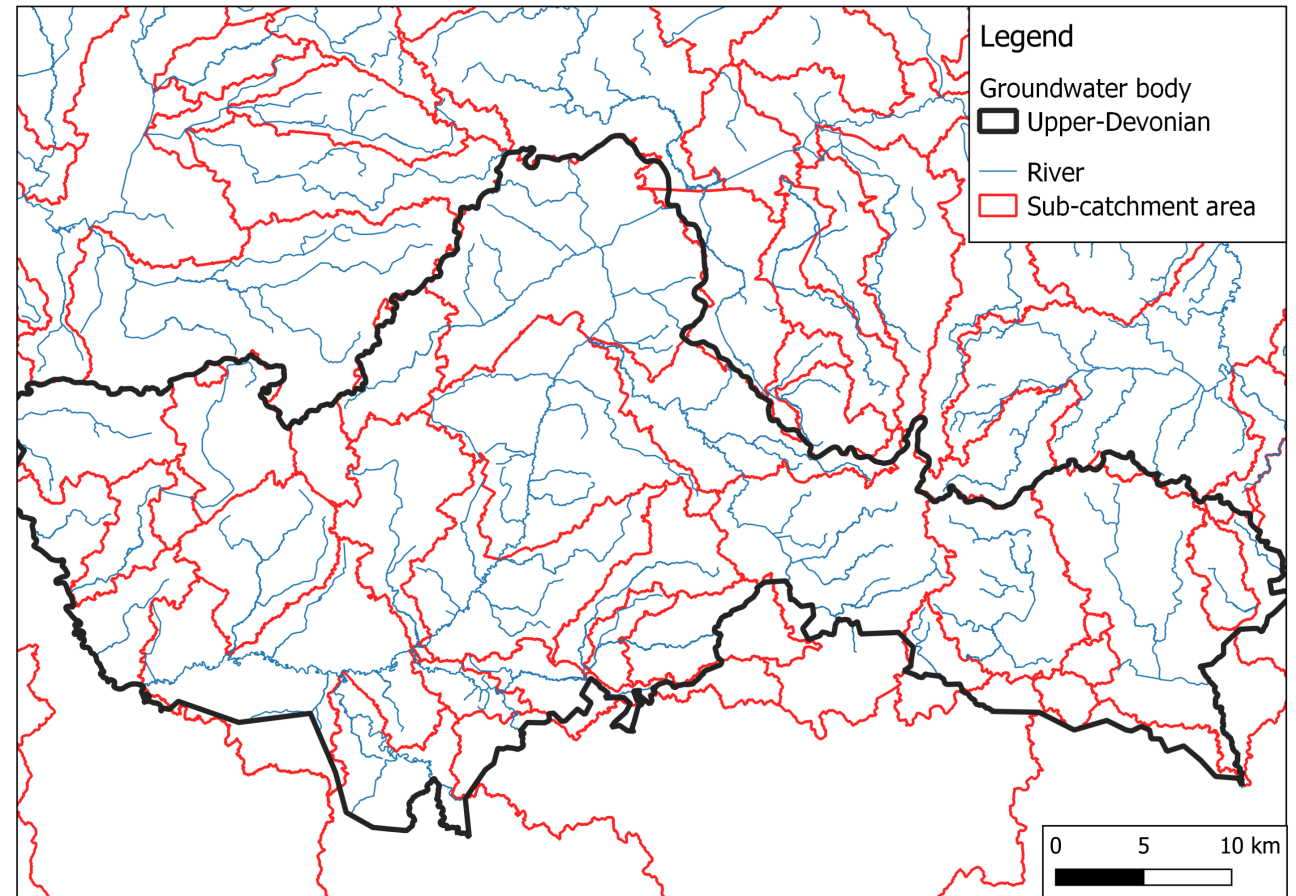 Legend
Groundwater body
Upper-Devonian
River
Sub-catchment area
0 5 10 km